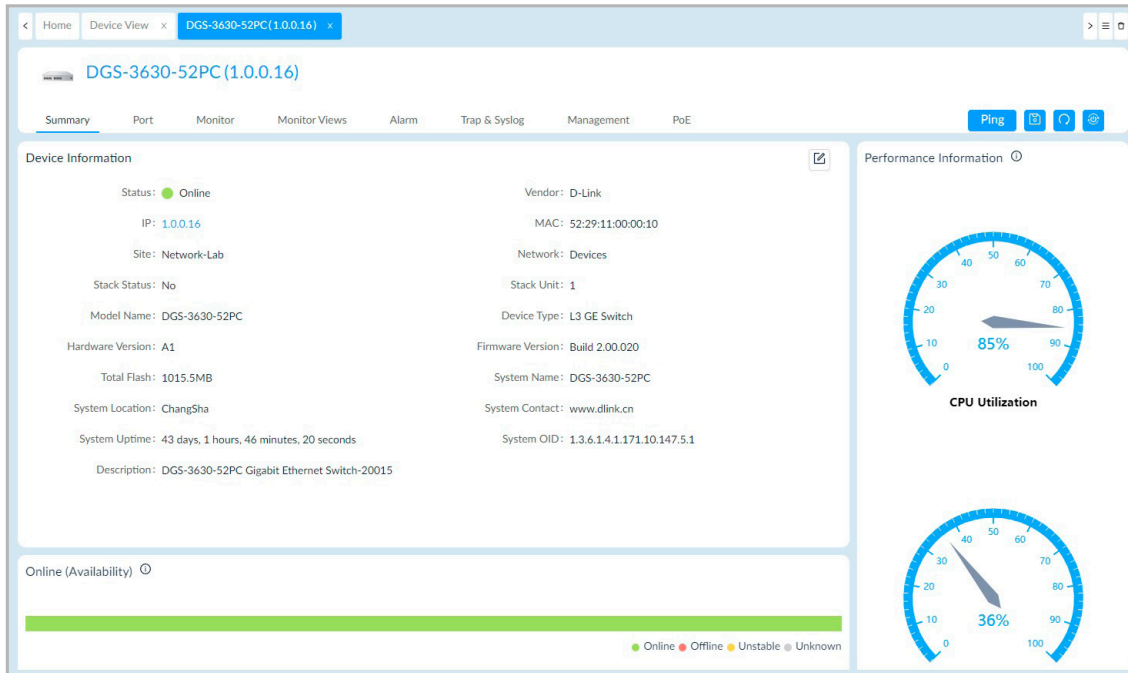 Home Device View × DGS-3630-52PC(1.0.0.16) ×
DGS-3630-52PC(1.0.0.16)
Summary Port Monitor Monitor Views Alarm Trap & Syslog Management PoE Ping
Device Information
Status: Online Vendor: D-Link
IP: 1.0.0.16 MAC: 52:29:11:00:00:10
Site: Network-Lab Network: Devices
Stack Status: No Stack Unit: 1
Model Name: DGS-3630-52PC Device Type: L3 GE Switch
Hardware Version: A1 Firmware Version: Build 2.00.020
Total Flash: 1015.5MB System Name: DGS-3630-52PC
System Location: ChangSha System Contact: www.dlink.cn
System Uptime: 43 days, 1 hours, 46 minutes, 20 seconds System OID: 1.3.6.1.4.1.171.10.147.5.1
Description: DGS-3630-52PC Gigabit Ethernet Switch-20015
Online (Availability)
Online Offline Unstable Unknown
Performance Information
0 10 20 30 40 50 60 70 80 90 100
85%
CPU Utilization
0 10 20 30 40 50 60 70 80 90 100
36%